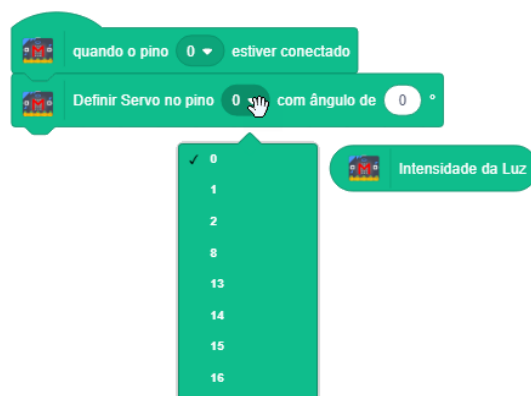 quando o pino 0 estiver conectado
Definir Servo no pino 0 com ângulo de 0 °
0
1
2
8
13
14
15
16
Intensidade da Luz